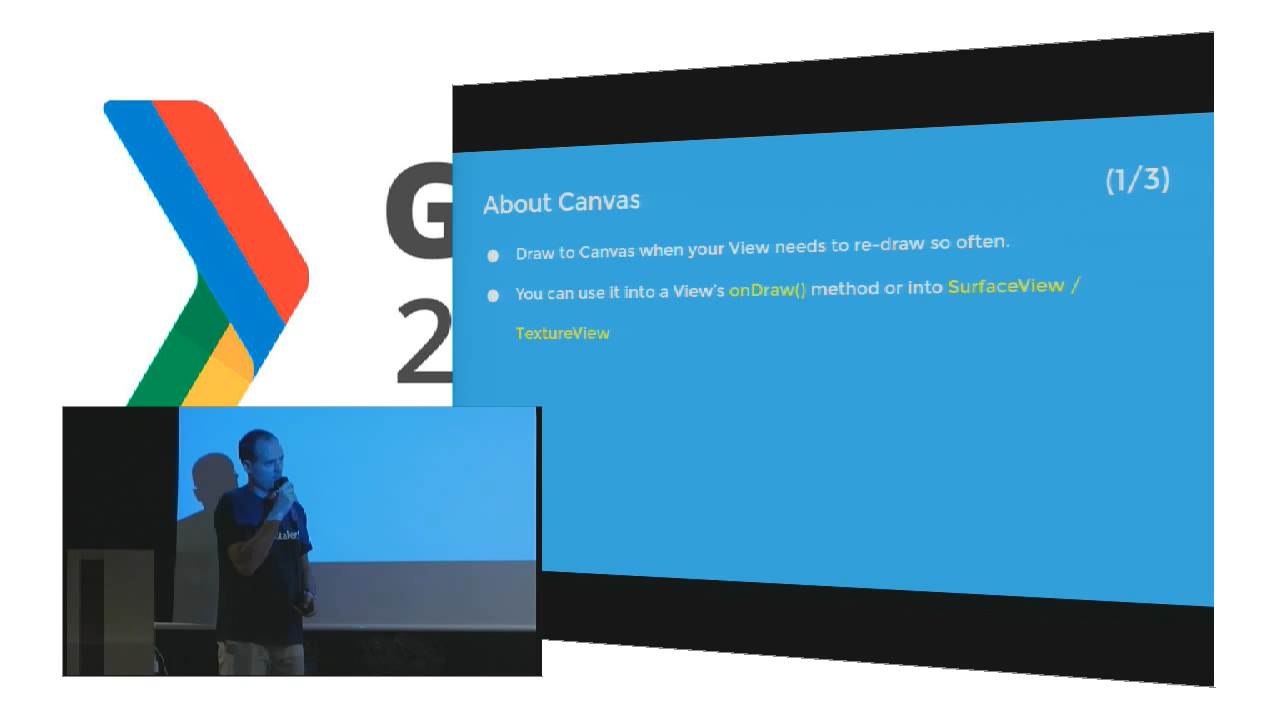 G
2
(1/3)
About Canvas
Draw to Canvas when your View needs to re-draw so often.
You can use it into a View's onDraw() method or into SurfaceView /
TextureView